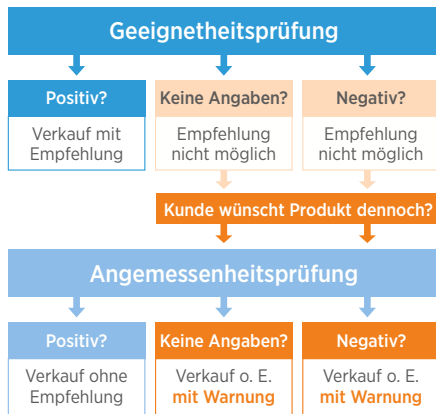 Geeignetheitsprüfung
Positiv?
Verkauf mit
Empfehlung
Keine Angaben?
Empfehlung
nicht möglich
Negativ?
Empfehlung
nicht möglich
Kunde wünscht Produkt dennoch?
Angemessenheitsprüfung
Positiv?
Verkauf ohne
Empfehlung
Keine Angaben?
Verkauf o. E.
mit Warnung
Negativ?
Verkauf o. E.
mit Warnung